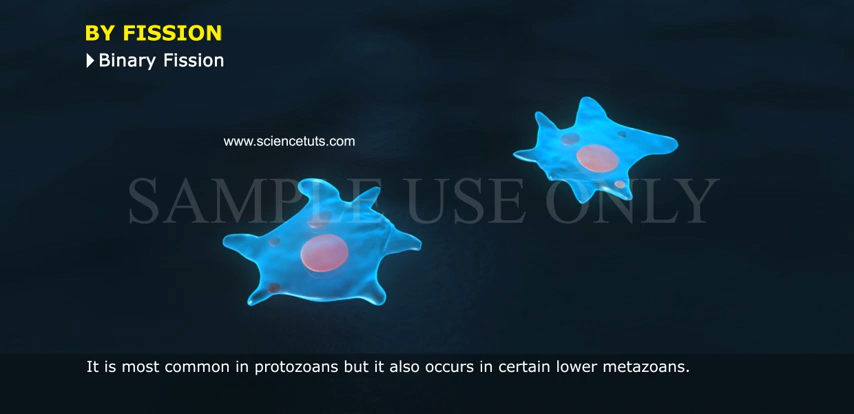 BY FISSION
Binary Fission
www.sciencetuts.com
SAMPLE USE ONLY
It is most common in protozoans but it also occurs in certain lower metazoans.